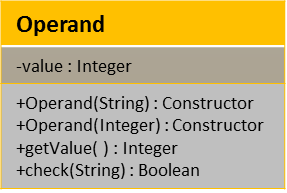 Operand
-value : Integer
+Operand(String) : Constructor
+Operand(Integer) : Constructor
+getValue( ) : Integer
+check(String) : Boolean